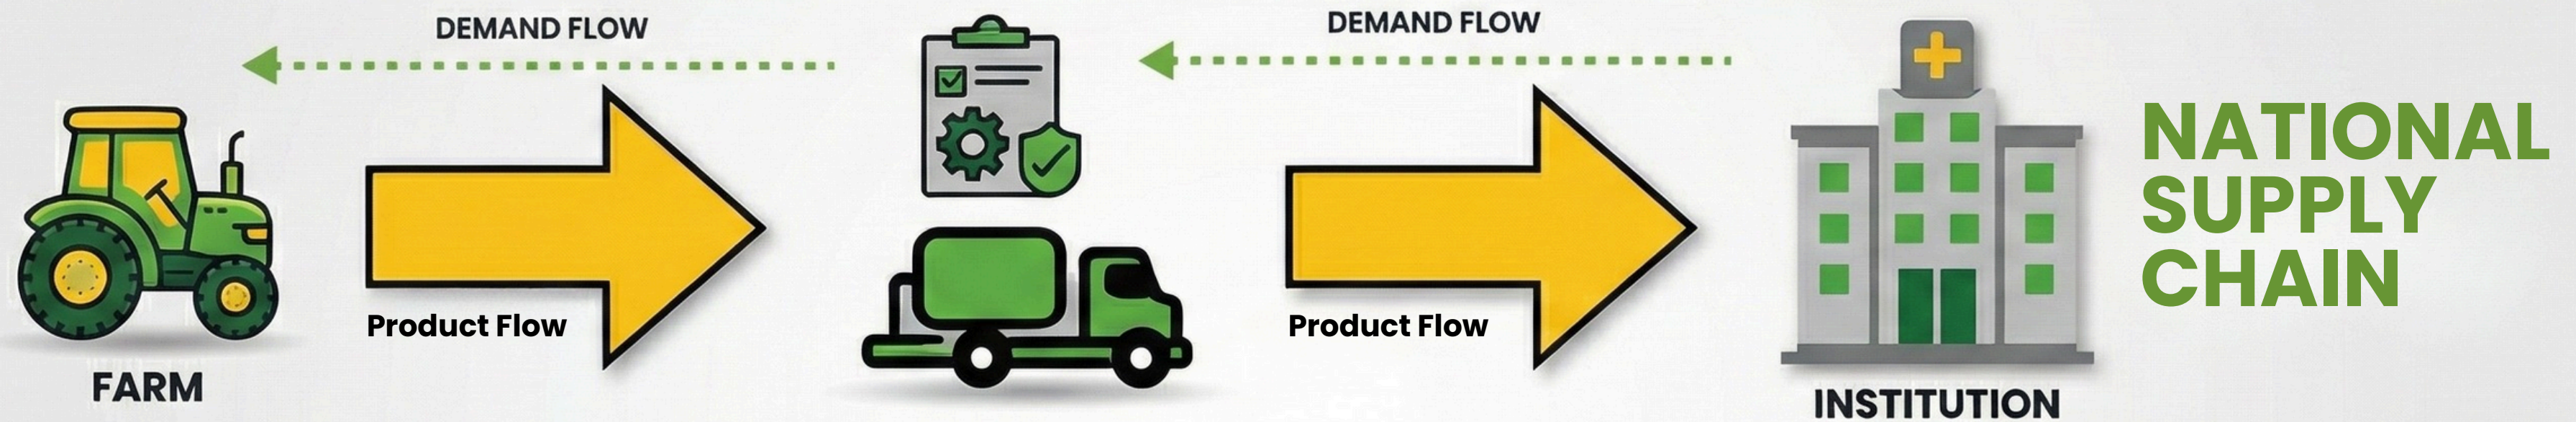 DEMAND FLOW
DEMAND FLOW
Product Flow
Product Flow
FARM
INSTITUTION
NATIONAL
SUPPLY
CHAIN